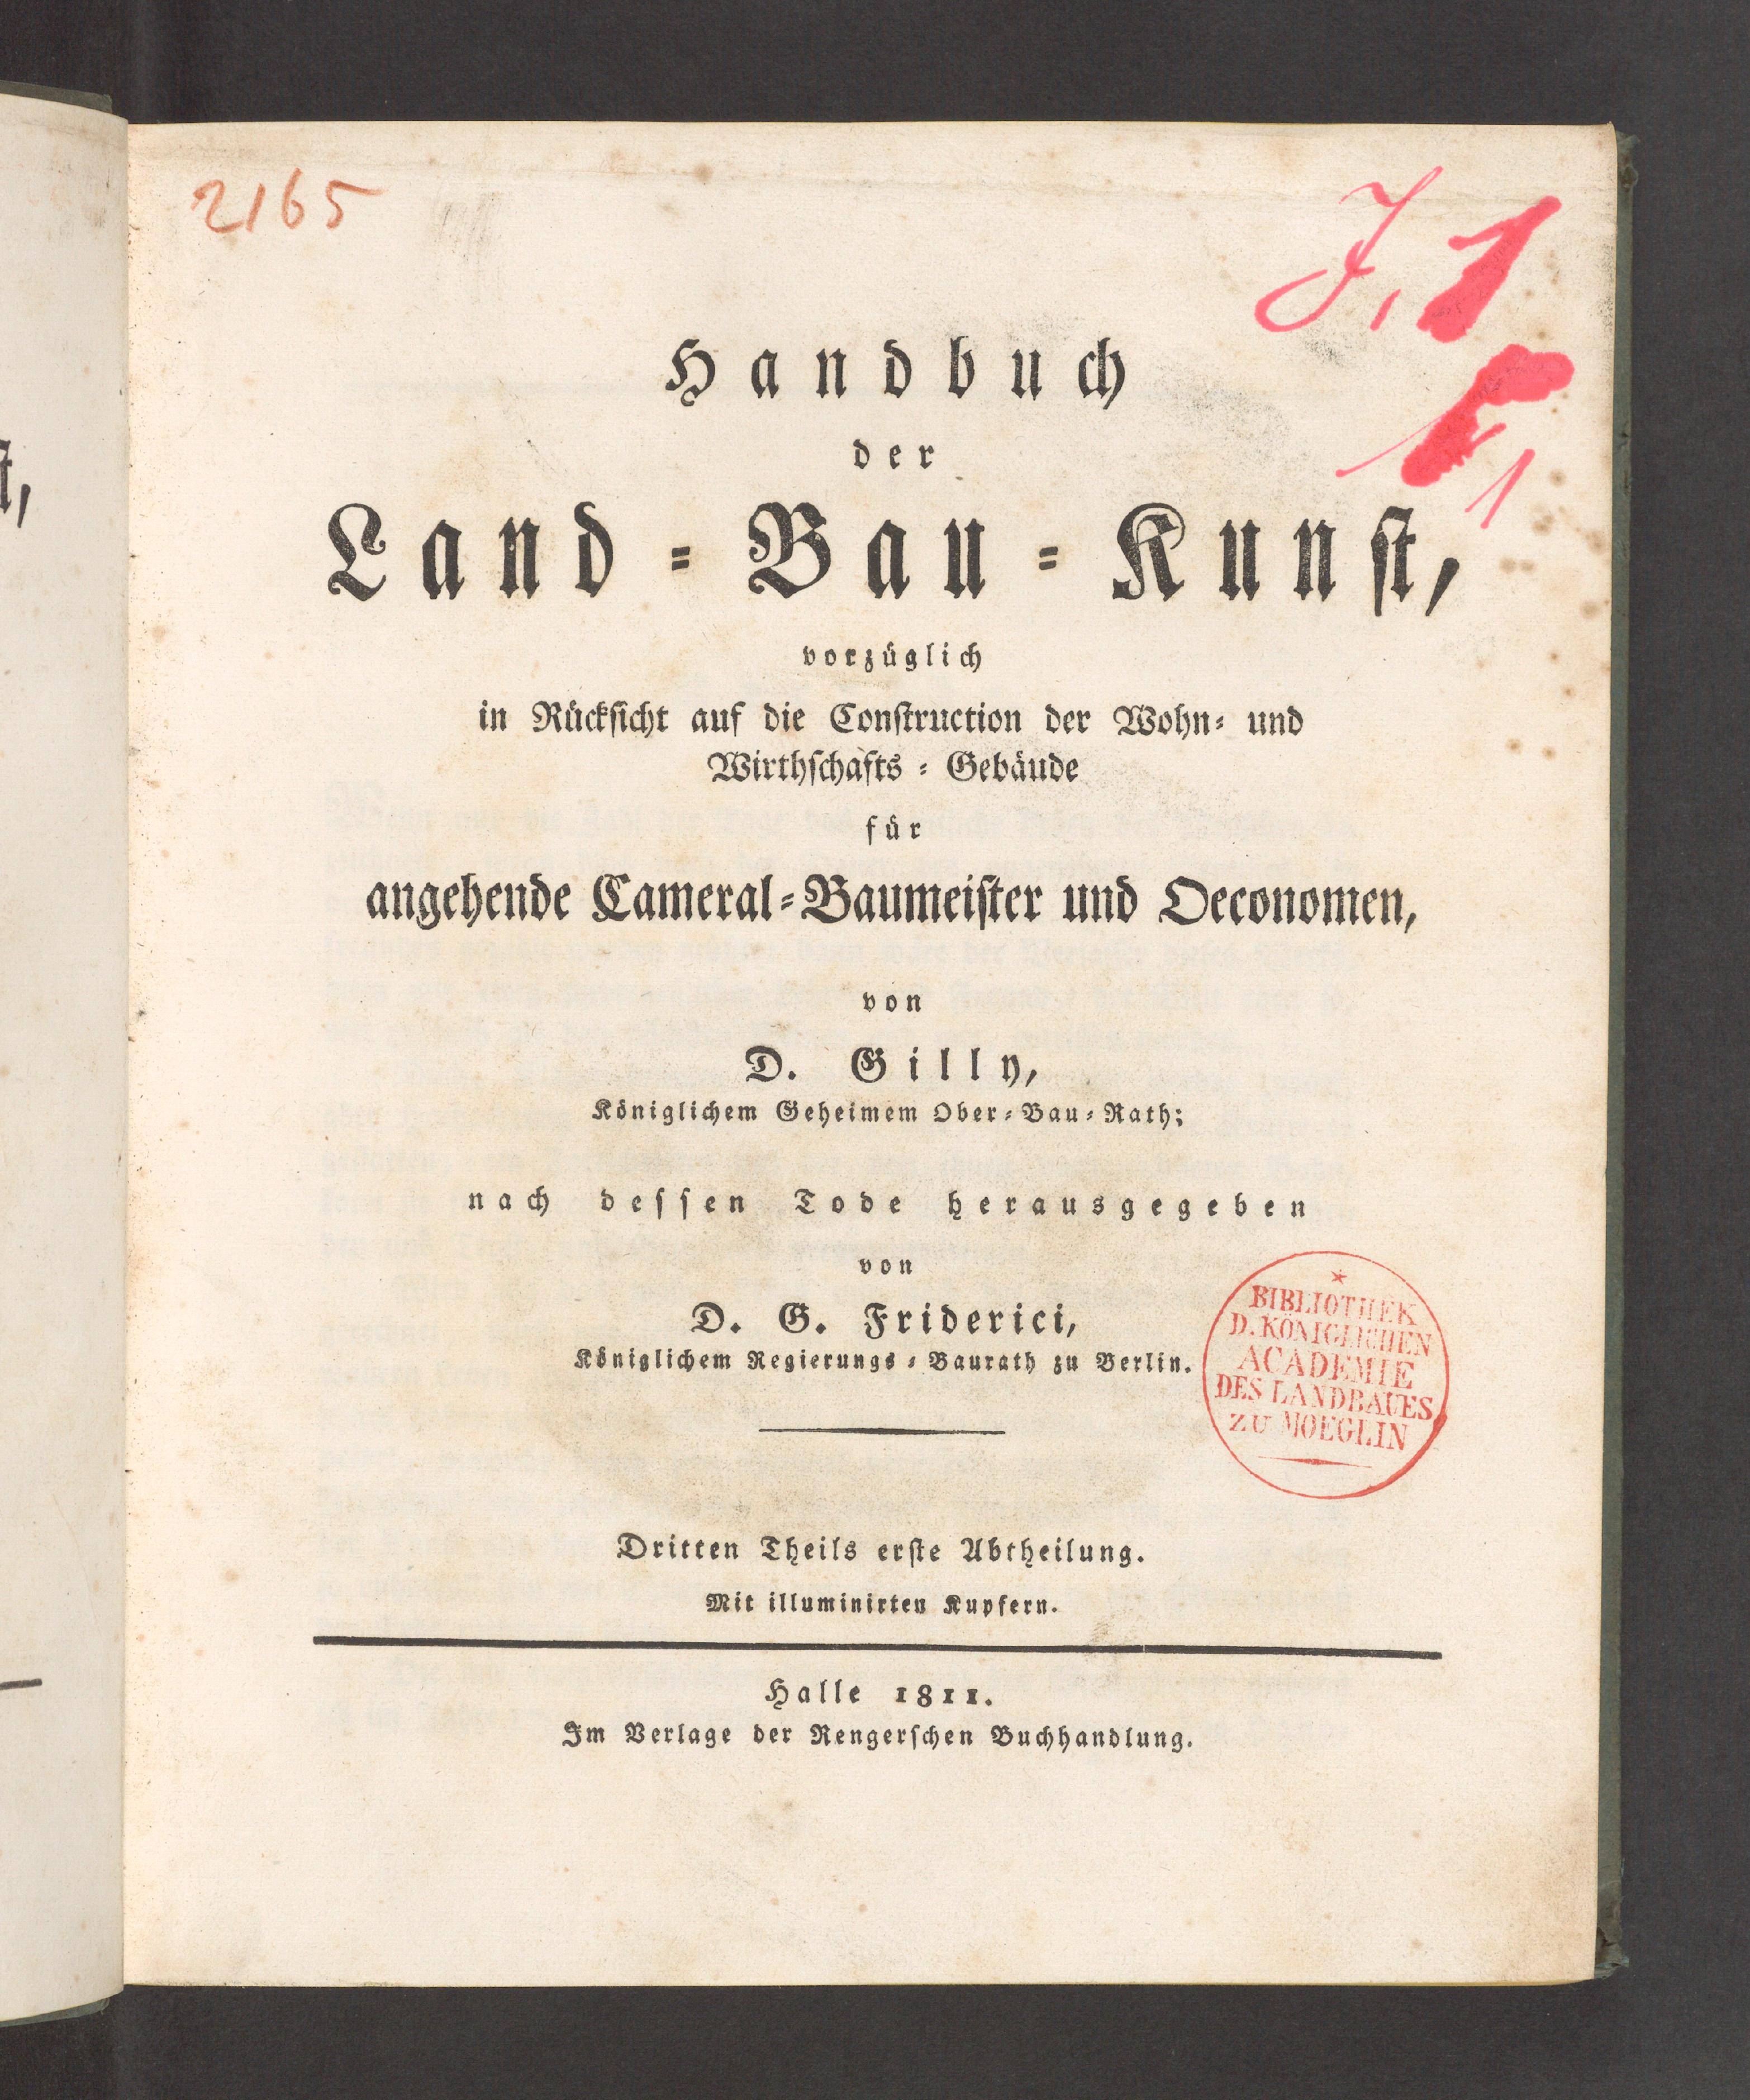 2165
J, 1
1
Handbuch
der
Land-Bau-Kunst,
vorzüglich
in Rücksicht auf die Construction der Wohn- und
Wirthschafts-Gebäude
für
angehende Cameral-Baumeister und Oeconomen,
von
D. Gilly,
Königlichem Geheimem Ober-Bau-Rath;
nach dessen Tode herausgegeben
von
D. G. Friderici,
Königlichem Regierungs-Baurath zu Berlin.
BIBLIOTHEK
D. KÖNIGLICHEN
ACADEMIE
DES LANDBAUES
ZU MOEGLIN
Dritten Theils erste Abtheilung.
Mit illuminirten Kupfern.
Halle 1811.
Im Verlage der Rengerschen Buchhandlung.